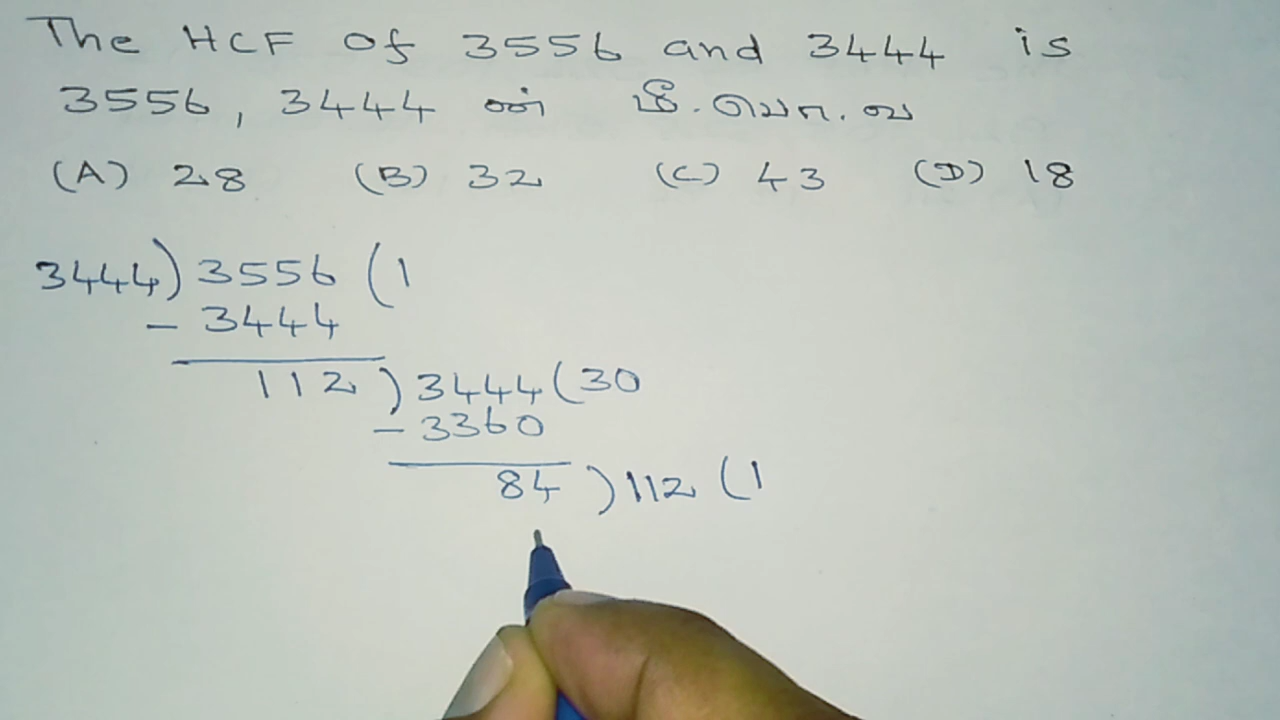 The HCF of 3556 and 3444 is
3556, 3444 ன் மீ.பொ.வ
(A) 28 (B) 32 (C) 43 (D) 18
3444) 3556 (1
- 3444
112 ) 3444 (30
- 3360
84 ) 112 (1